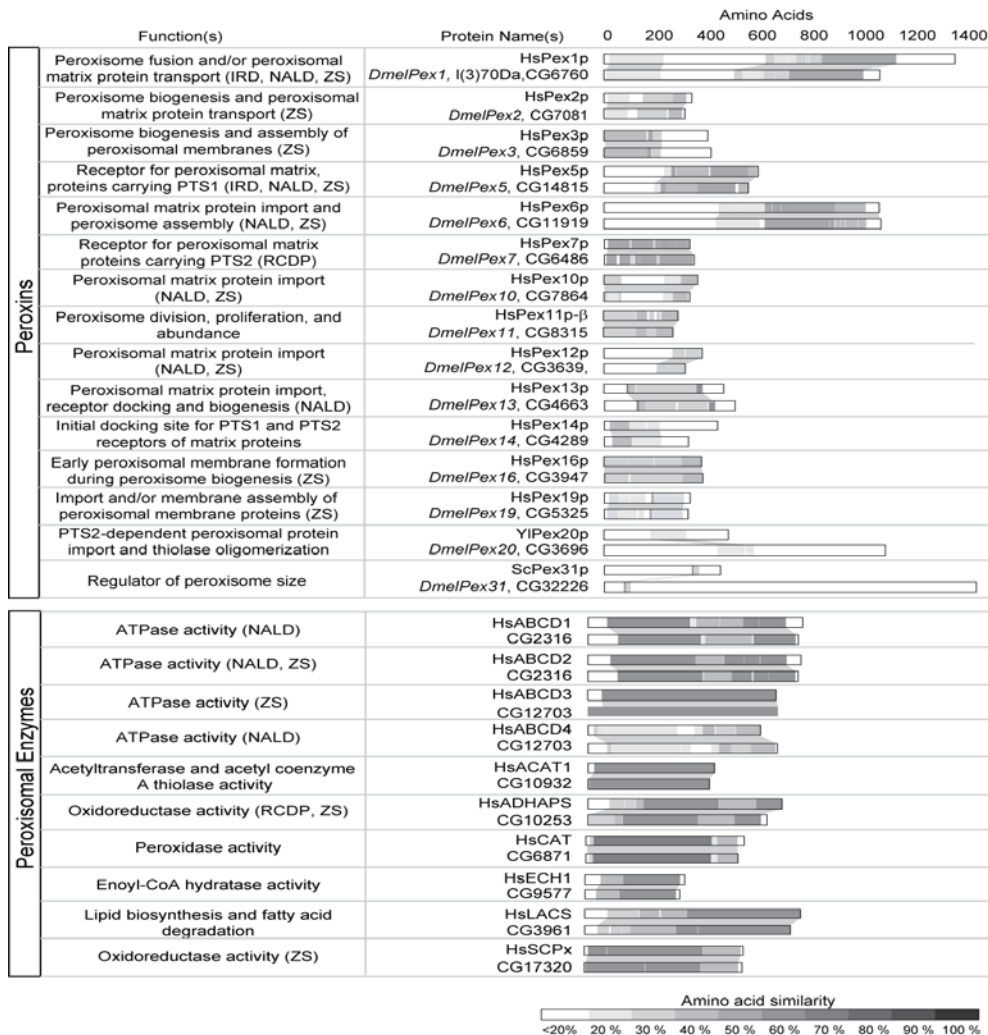 Amino Acids
Function(s) Protein Name(s) 0 200 400 600 800 1000 1200 1400
Peroxins
Peroxisome fusion and/or peroxisomal
matrix protein transport (IRD, NALD, ZS)
HsPex1p
DmelPex1, l(3)70Da,CG6760
Peroxisome biogenesis and peroxisomal
matrix protein transport (ZS)
HsPex2p
DmelPex2, CG7081
Peroxisome biogenesis and assembly of
peroxisomal membranes (ZS)
HsPex3p
DmelPex3, CG6859
Receptor for peroxisomal matrix,
proteins carrying PTS1 (IRD, NALD, ZS)
HsPex5p
DmelPex5, CG14815
Peroxisomal matrix protein import and
peroxisome assembly (NALD, ZS)
HsPex6p
DmelPex6, CG11919
Receptor for peroxisomal matrix
proteins carrying PTS2 (RCDP)
HsPex7p
DmelPex7, CG6486
Peroxisomal matrix protein import
(NALD, ZS)
HsPex10p
DmelPex10, CG7864
Peroxisome division, proliferation, and
abundance
HsPex11p-β
DmelPex11, CG8315
Peroxisomal matrix protein import
(NALD, ZS)
HsPex12p
DmelPex12, CG3639,
Peroxisomal matrix protein import,
receptor docking and biogenesis (NALD)
HsPex13p
DmelPex13, CG4663
Initial docking site for PTS1 and PTS2
receptors of matrix proteins
HsPex14p
DmelPex14, CG4289
Early peroxisomal membrane formation
during peroxisome biogenesis (ZS)
HsPex16p
DmelPex16, CG3947
Import and/or membrane assembly of
peroxisomal membrane proteins (ZS)
HsPex19p
DmelPex19, CG5325
PTS2-dependent peroxisomal protein
import and thiolase oligomerization
YlPex20p
DmelPex20, CG3696
Regulator of peroxisome size
ScPex31p
DmelPex31, CG32226
Peroxisomal Enzymes
ATPase activity (NALD)
HsABCD1
CG2316
ATPase activity (NALD, ZS)
HsABCD2
CG2316
ATPase activity (ZS)
HsABCD3
CG12703
ATPase activity (NALD)
HsABCD4
CG12703
Acetyltransferase and acetyl coenzyme
A thiolase activity
HsACAT1
CG10932
Oxidoreductase activity (RCDP, ZS)
HsADHAPS
CG10253
Peroxidase activity
HsCAT
CG6871
Enoyl-CoA hydratase activity
HsECH1
CG9577
Lipid biosynthesis and fatty acid
degradation
HsLACS
CG3961
Oxidoreductase activity (ZS)
HsSCPx
CG17320
Amino acid similarity
<20% 20 % 30 % 40 % 50 % 60 % 70 % 80 % 90 % 100 %